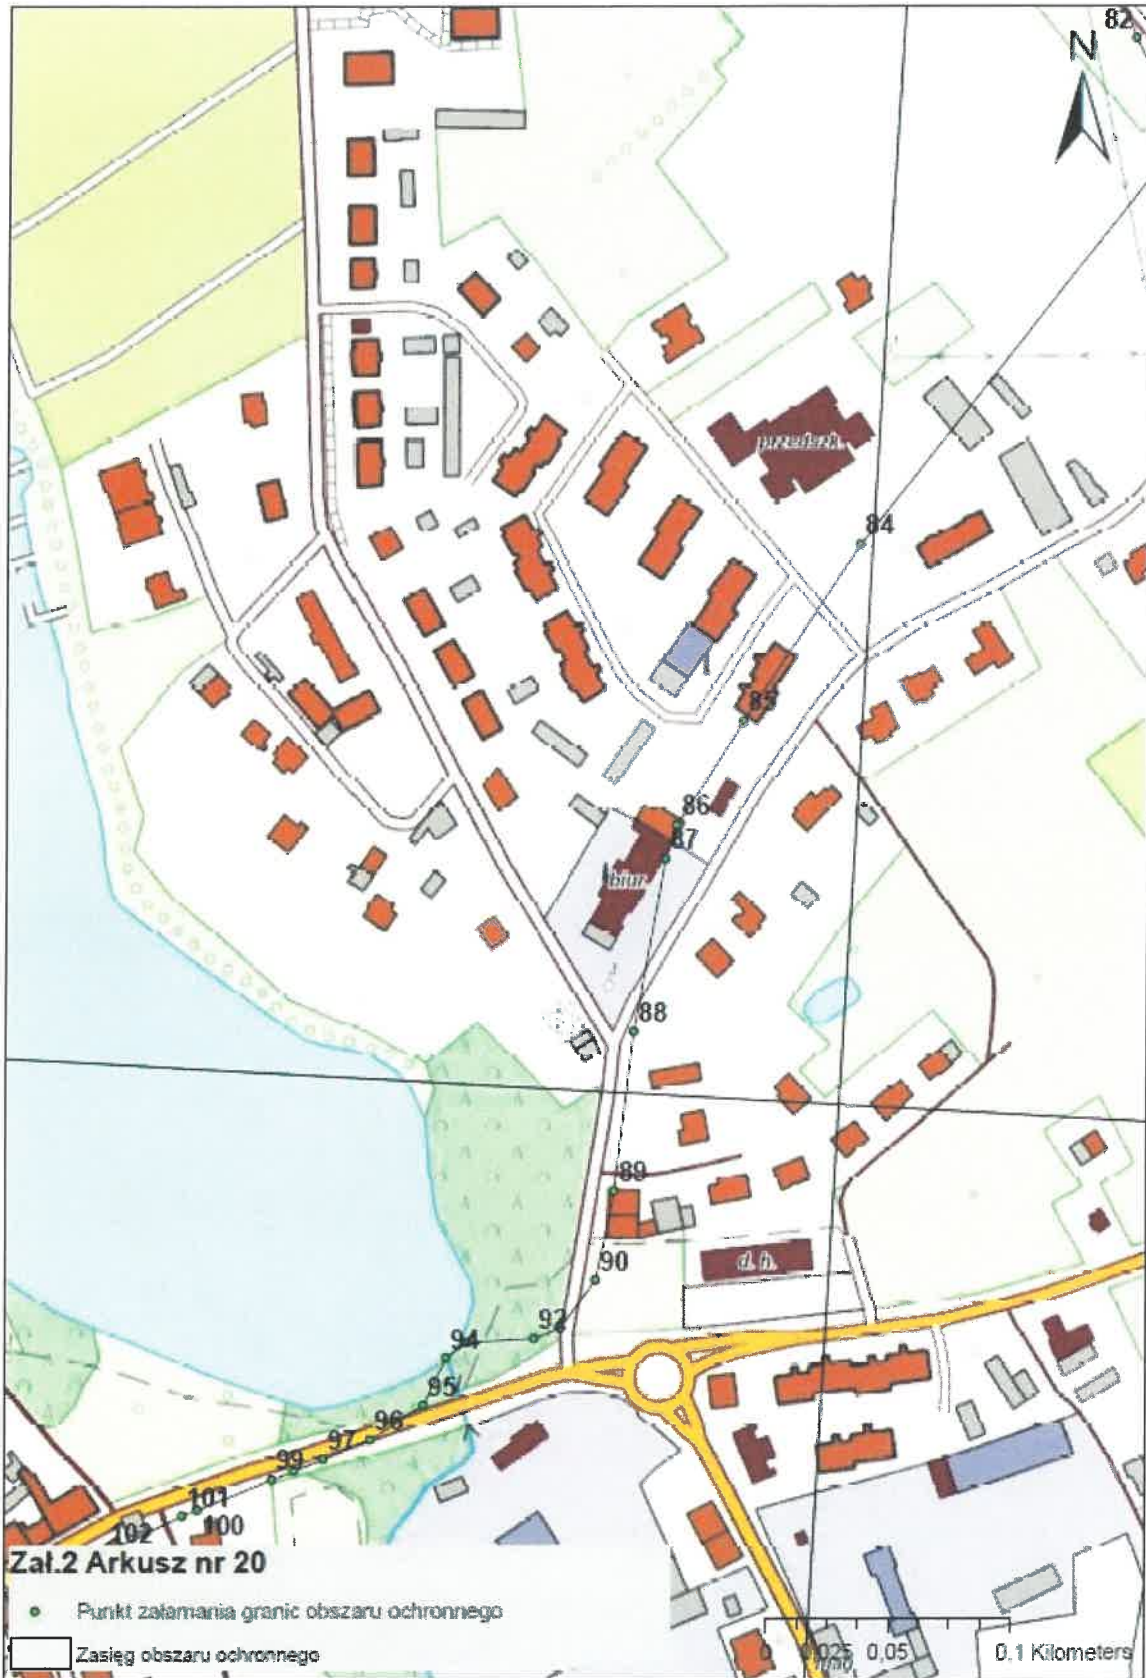 82
N
przedszk.
84
85
86
87
biur.
88
89
90
d. h.
92
94
95
96
97
99
101
100
102
Zał.2 Arkusz nr 20
Punkt załamania granic obszaru ochronnego
Zasięg obszaru ochronnego
0 0,025 0,05 0.1 Kilometers